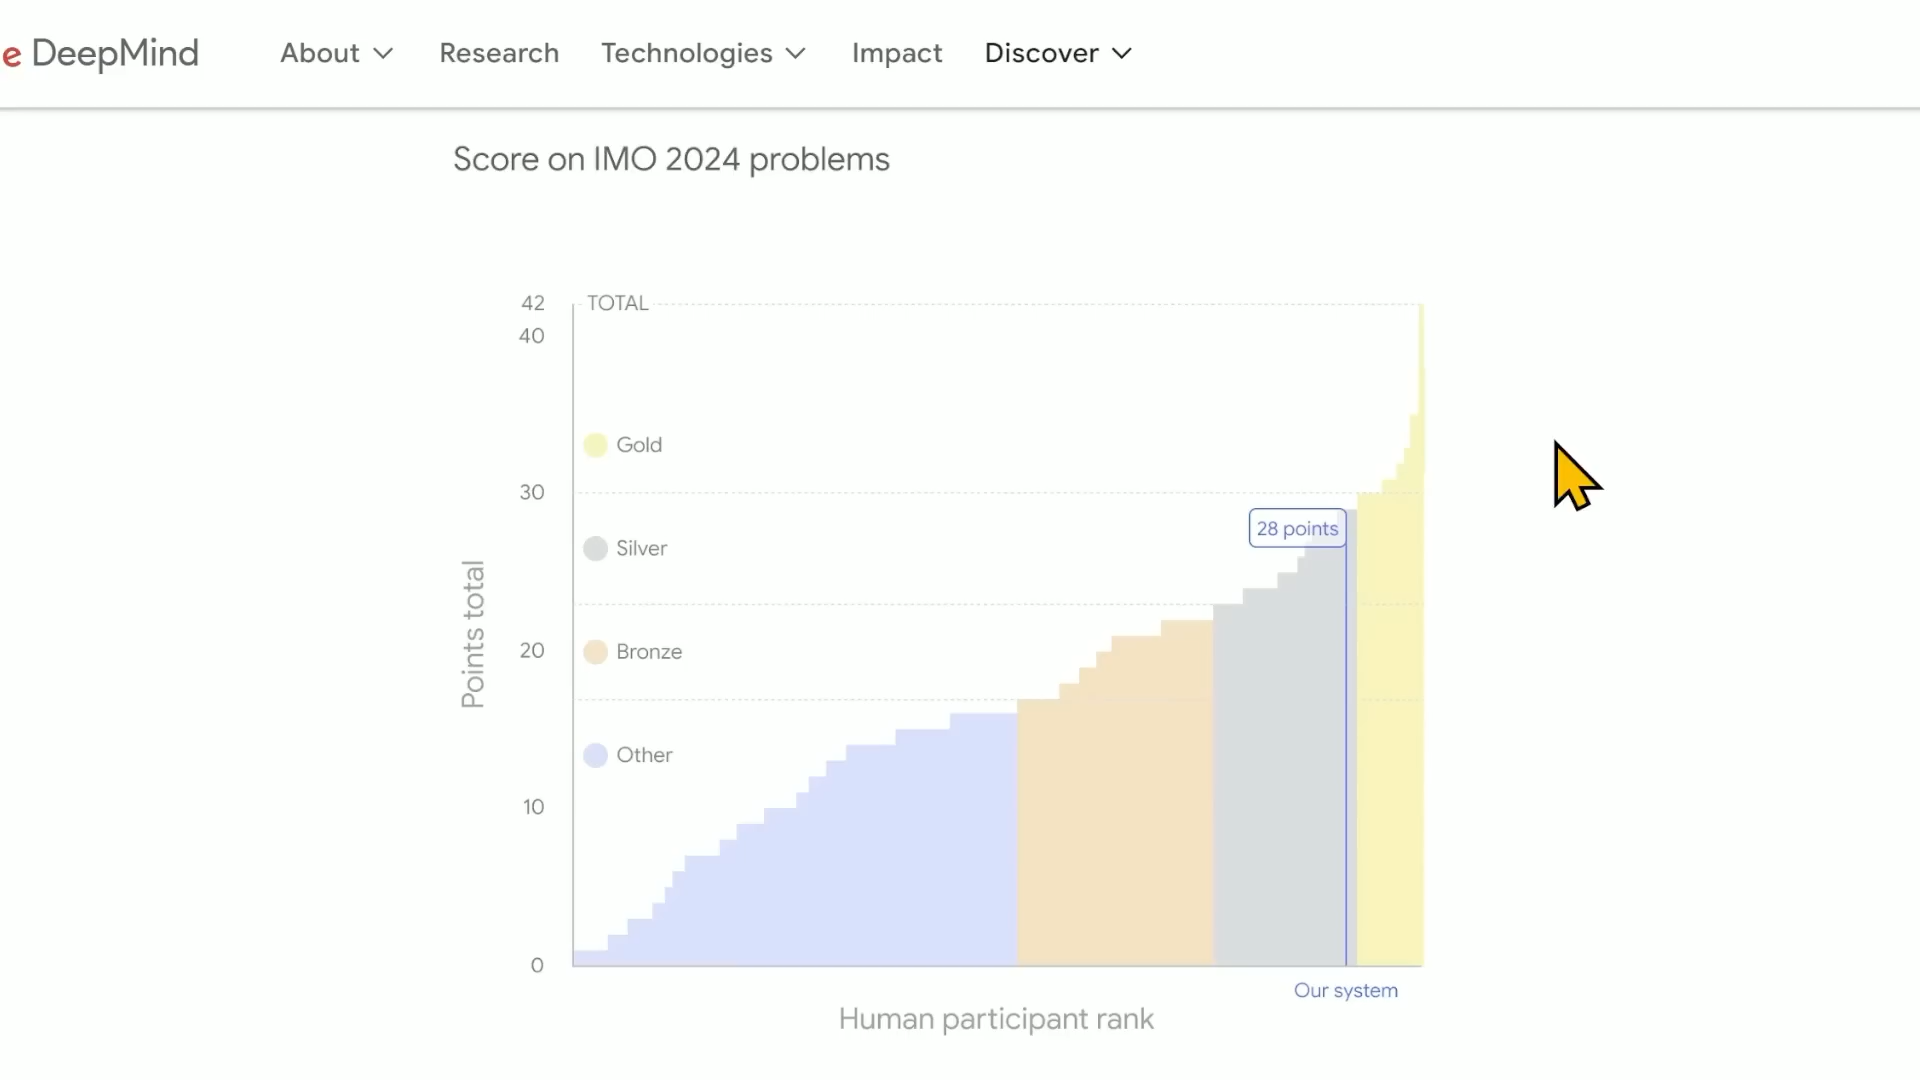 e DeepMind About Research Technologies Impact Discover
Score on IMO 2024 problems
42 TOTAL
40
Gold
30
28 points
Silver
Points total
20
Bronze
Other
10
0
Our system
Human participant rank